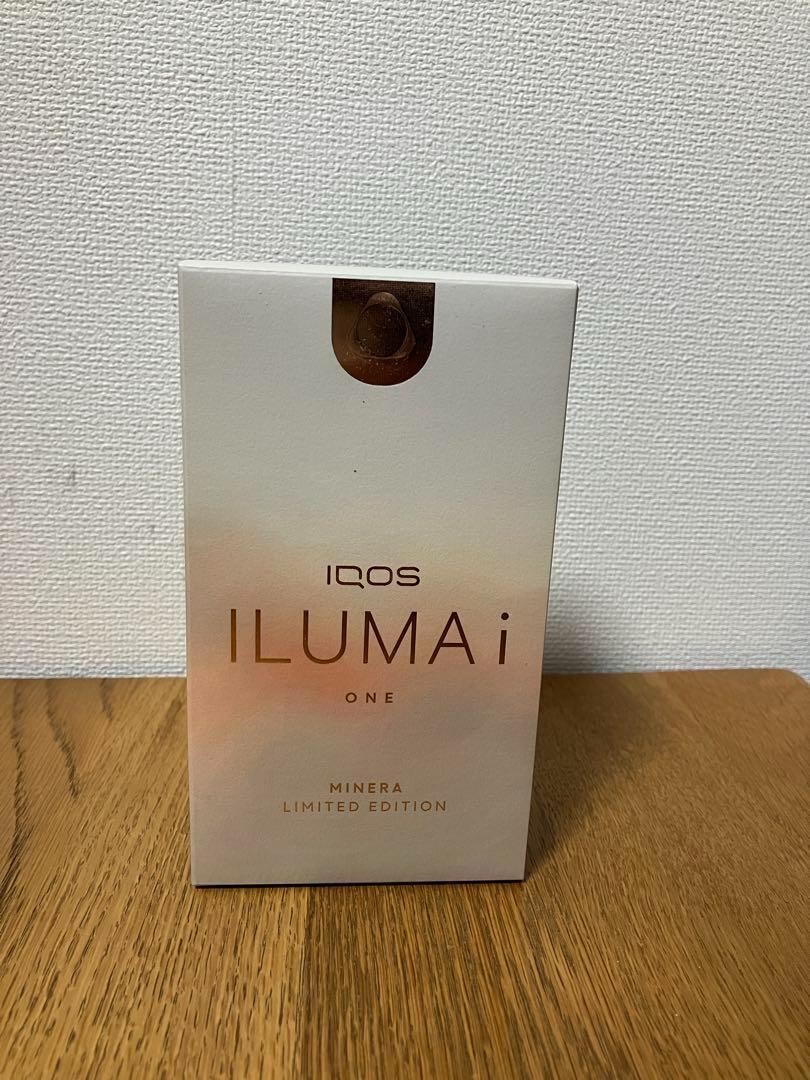 IQOS
ILUMA i
ONE
MINERA
LIMITED EDITION